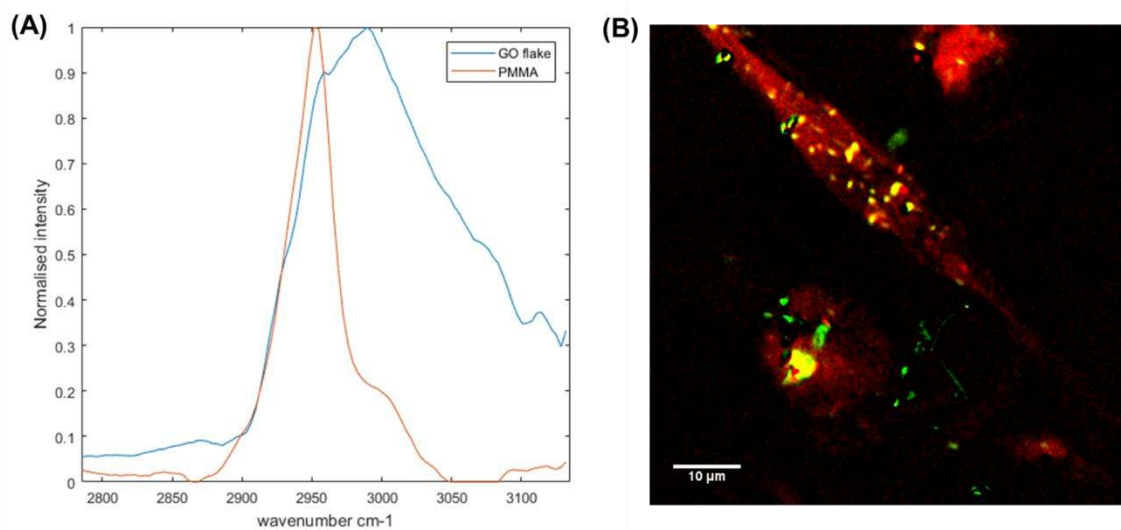 (A)
1
0.9
0.8
0.7
0.6
0.5
0.4
0.3
0.2
0.1
0
Normalised intensity
GO flake
PMMA
2800 2850 2900 2950 3000 3050 3100
wavenumber cm-1
(B)
10 µm